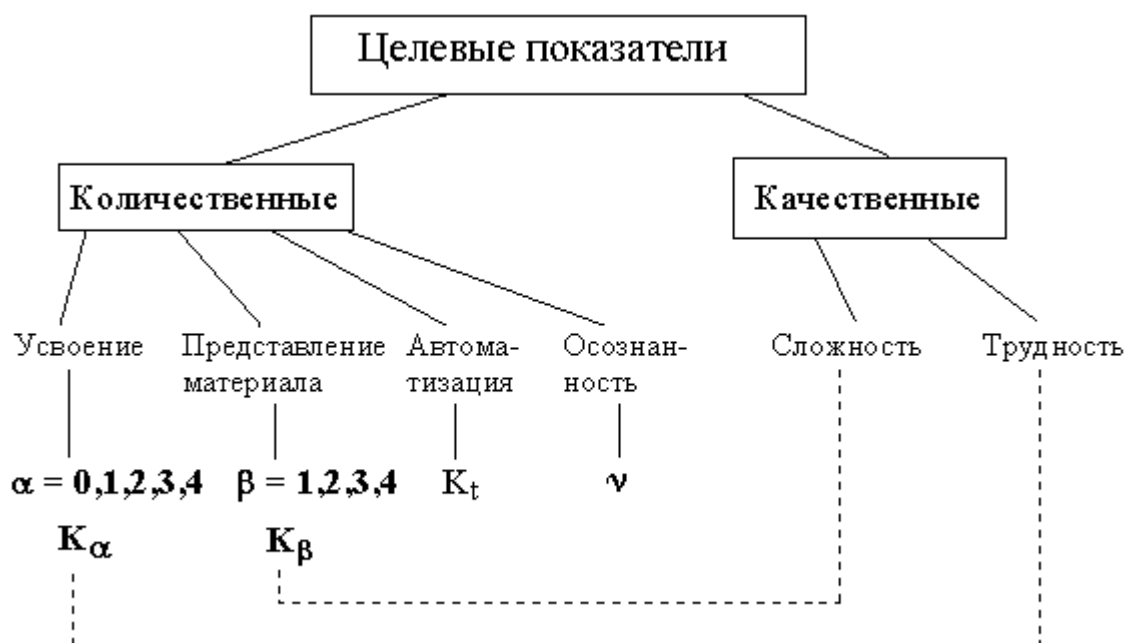 Целевые показатели
Количественные
Качественные
Усвоение
Представление
материала
Автома-
тизация
Осознан-
ность
Сложность
Трудность
α = 0,1,2,3,4
β = 1,2,3,4
Kt
ν
Kα
Kβ